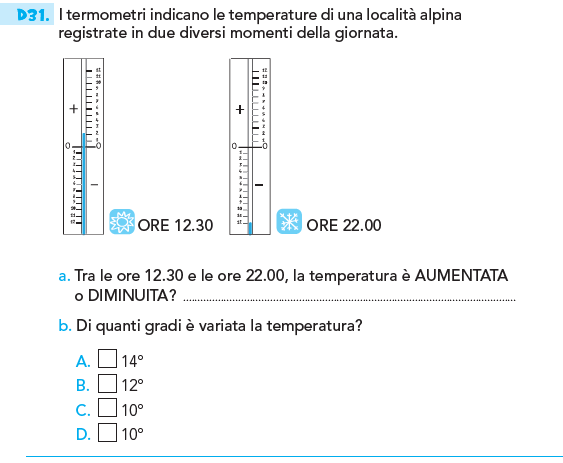 D31. I termometri indicano le temperature di una località alpina
registrate in due diversi momenti della giornata.
+
0 0
–
ORE 12.30
+
0 0
–
ORE 22.00
a. Tra le ore 12.30 e le ore 22.00, la temperatura è AUMENTATA
o DIMINUITA? ........................................................
b. Di quanti gradi è variata la temperatura?
A. 14°
B. 12°
C. 10°
D. 10°